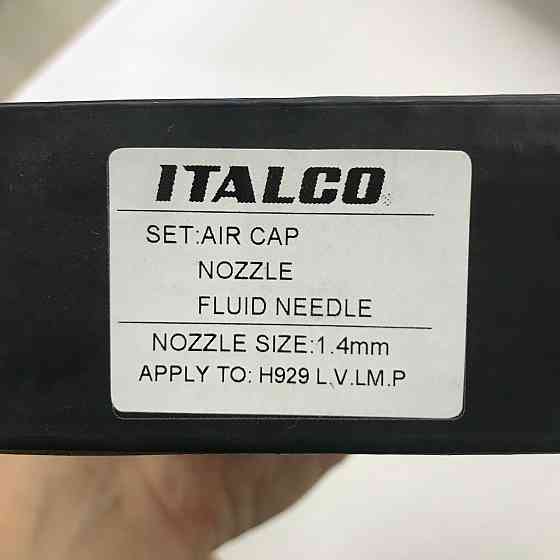 ITALCO
SET:AIR CAP
NOZZLE
FLUID NEEDLE
NOZZLE SIZE:1.4mm
APPLY TO: H929 L.V.LM.P